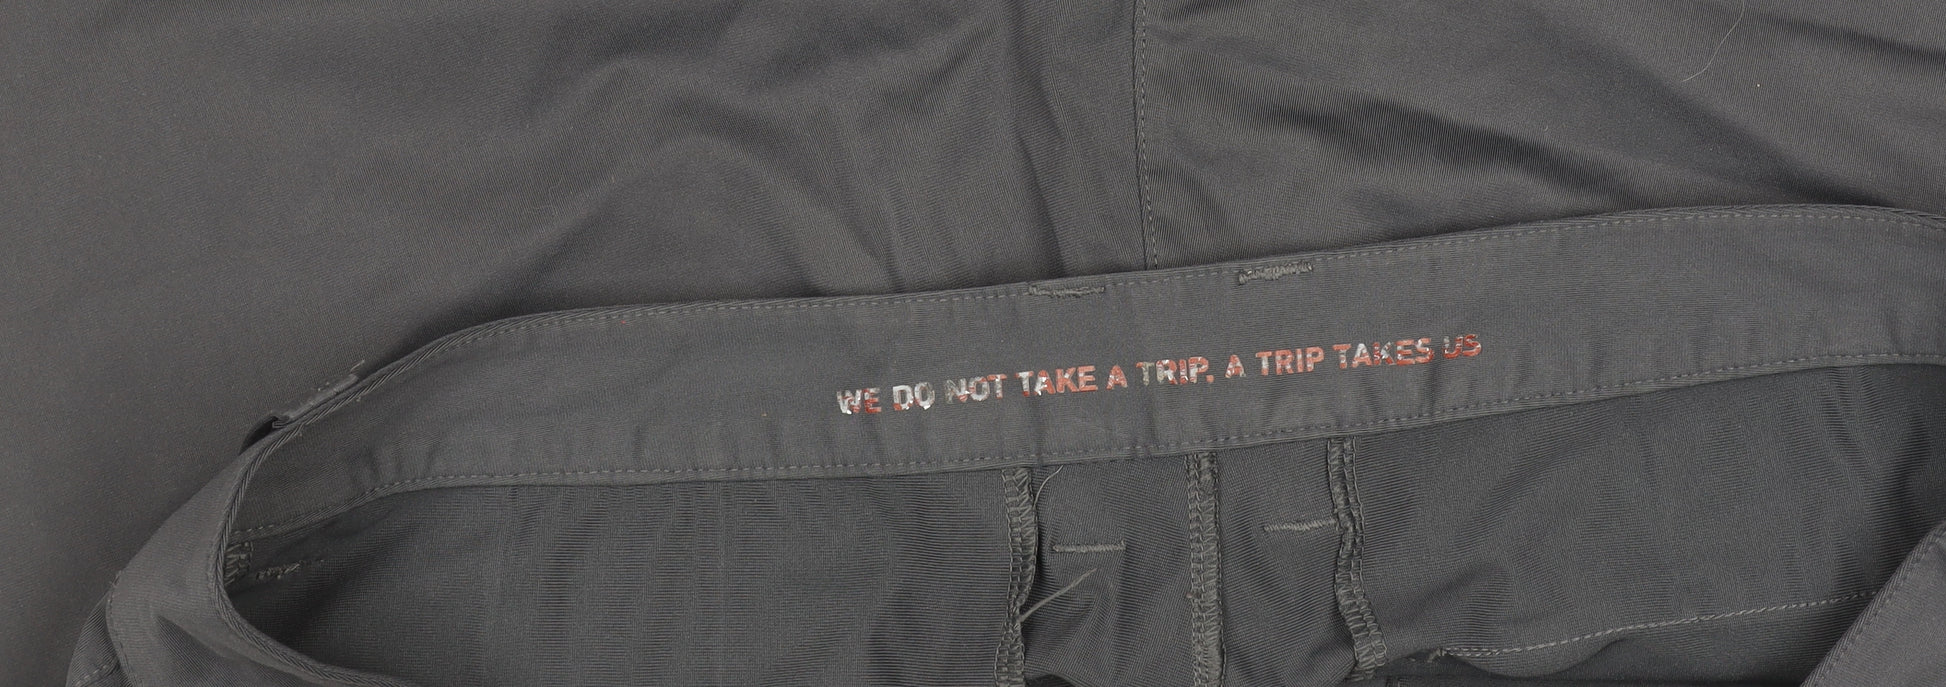 WE DO NOT TAKE A TRIP, A TRIP TAKES US